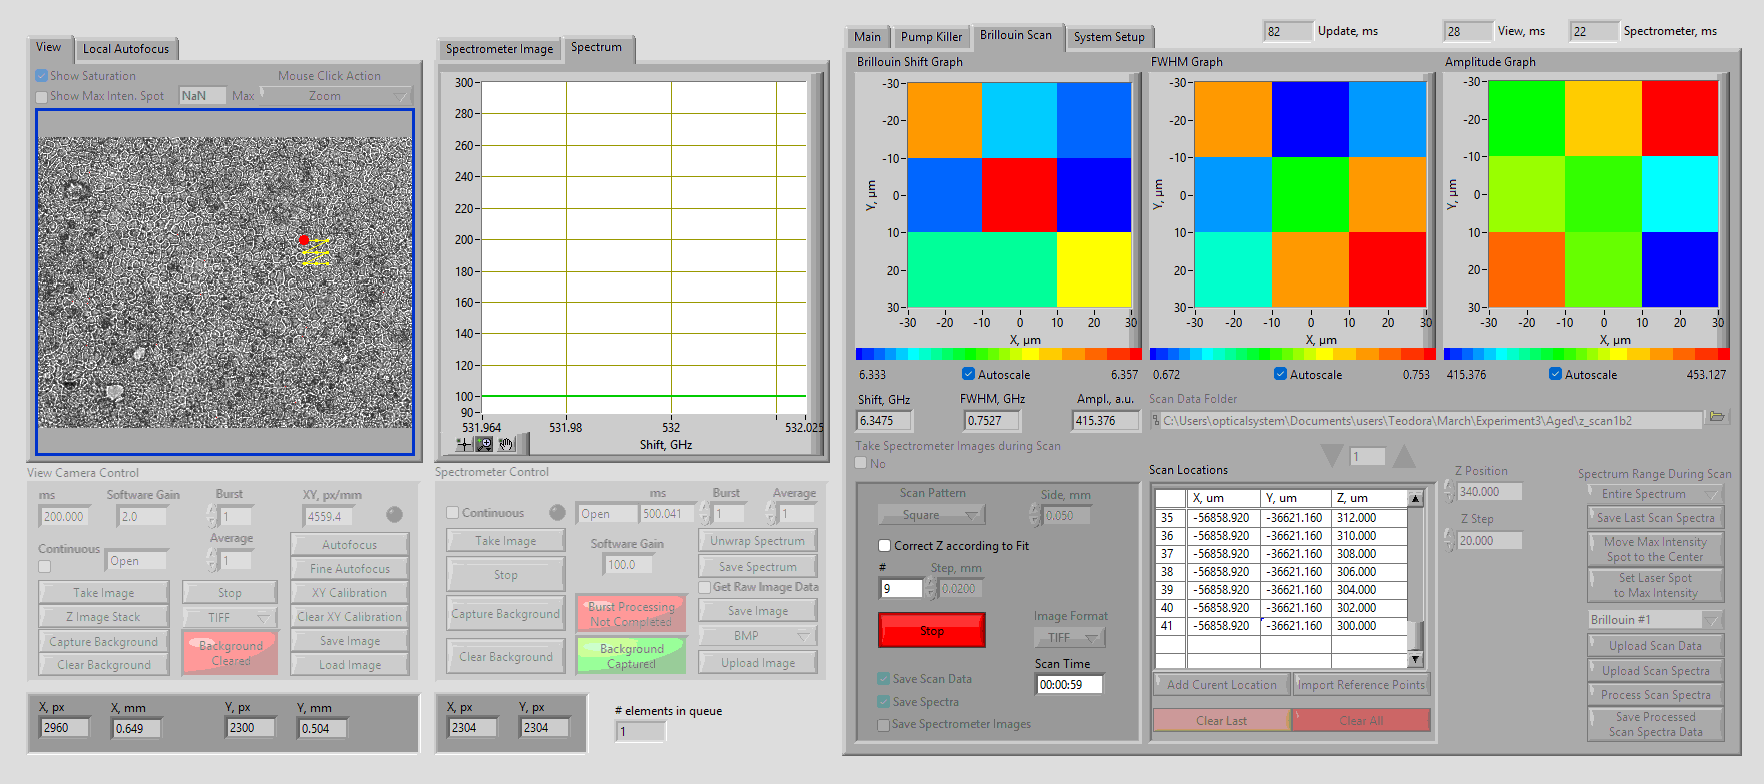 View
Local Autofocus
Show Saturation
Mouse Click Action
Show Max Inten. Spot
NaN
Max
Zoom
Spectrometer Image
Spectrum
300
280
260
240
220
200
180
160
140
120
100
90
531.964
531.98
532
532.025
Shift, GHz
82
Update, ms
28
View, ms
22
Spectrometer, ms
Main
Pump Killer
Brillouin Scan
System Setup
Brillouin Shift Graph
-30
-20
-10
0
10
20
30
Y, µm
-30
-20
-10
0
10
20
30
X, µm
6.333
Autoscale
6.357
FWHM Graph
-30
-20
-10
0
10
20
30
Y, µm
-30
-20
-10
0
10
20
30
X, µm
0.672
Autoscale
0.753
Amplitude Graph
-30
-20
-10
0
10
20
30
Y, µm
-30
-20
-10
0
10
20
30
X, µm
415.376
Autoscale
453.127
Shift, GHz
6.3475
FWHM, GHz
0.7527
Ampl., a.u.
415.376
Scan Data Folder
C:\Users\opticalsystem\Documents\users\Teodora\March\Experiment3\Aged\z_scan1b2
Take Spectrometer Images during Scan
No
1
View Camera Control
ms
200.000
Software Gain
2.0
Burst
1
XY, px/mm
4559.4
Average
1
Continuous
Open
Take Image
Z Image Stack
Capture Background
Clear Background
Stop
TIFF
Background
Cleared
Autofocus
Fine Autofocus
XY Calibration
Clear XY Calibration
Save Image
Load Image
X, px
2960
X, mm
0.649
Y, px
2300
Y, mm
0.504
Spectrometer Control
Continuous
Open
ms
500.041
Burst
1
Average
1
Take Image
Stop
Capture Background
Clear Background
Software Gain
100.0
Burst Processing
Not Completed
Background
Captured
Unwrap Spectrum
Save Spectrum
Get Raw Image Data
Save Image
BMP
Upload Image
X, px
2304
Y, px
2304
# elements in queue
1
Scan Pattern
Square
Side, mm
0.050
Correct Z according to Fit
#
9
Step, mm
0.0200
Stop
Image Format
TIFF
Scan Time
00:00:59
Save Scan Data
Save Spectra
Save Spectrometer Images
Scan Locations
X, um Y, um Z, um
35 -56858.920 -36621.160 312.000
36 -56858.920 -36621.160 310.000
37 -56858.920 -36621.160 308.000
38 -56858.920 -36621.160 306.000
39 -56858.920 -36621.160 304.000
40 -56858.920 -36621.160 302.000
41 -56858.920 -36621.160 300.000
Add Curent Location
Import Reference Points
Clear Last
Clear All
Z Position
340.000
Z Step
20.000
Spectrum Range During Scan
Entire Spectrum
Save Last Scan Spectra
Move Max Intensity
Spot to the Center
Set Laser Spot
to Max Intensity
Brillouin #1
Upload Scan Data
Upload Scan Spectra
Process Scan Spectra
Save Processed
Scan Spectra Data